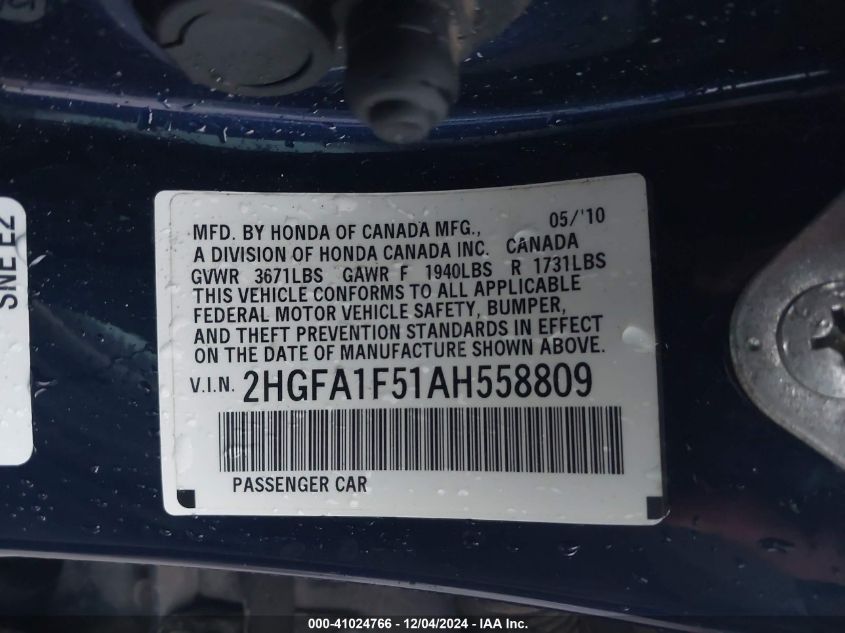 MFD. BY HONDA OF CANADA MFG., 05/'10
A DIVISION OF HONDA CANADA INC. CANADA
GVWR 3671LBS GAWR F 1940LBS R 1731LBS
THIS VEHICLE CONFORMS TO ALL APPLICABLE
FEDERAL MOTOR VEHICLE SAFETY, BUMPER,
AND THEFT PREVENTION STANDARDS IN EFFECT
ON THE DATE OF MANUFACTURE SHOWN ABOVE.
V.I.N. 2HGFA1F51AH558809
PASSENGER CAR
SNE E2
000-41024766 - 12/04/2024 - IAA Inc.